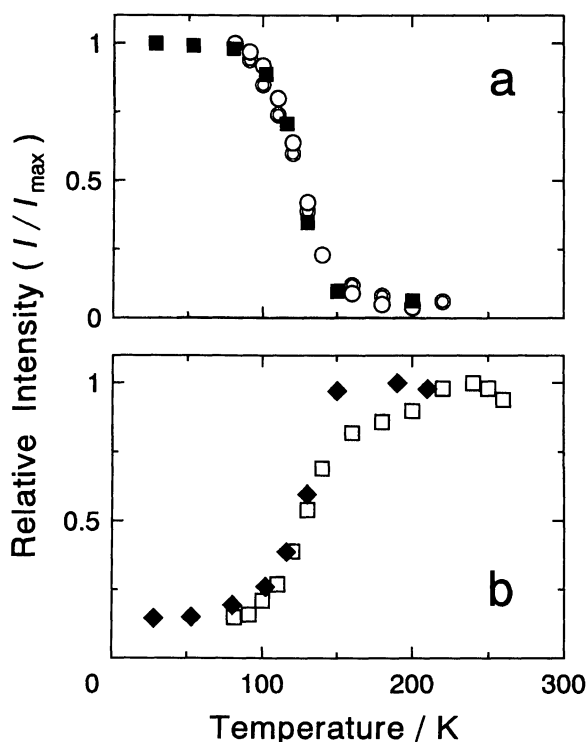 1
a
0.5
0
1
0.5
b
0
100
200
300
Relative Intensity ( I / Imax )
Temperature / K